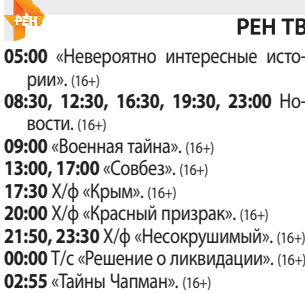 РЕН
РЕН ТВ
05:00 «Невероятно интересные исто-
рии». (16+)
08:30, 12:30, 16:30, 19:30, 23:00 Но-
вости. (16+)
09:00 «Военная тайна». (16+)
13:00, 17:00 «Совбез». (16+)
17:30 Х/ф «Крым». (16+)
20:00 Х/ф «Красный призрак». (16+)
21:50, 23:30 Х/ф «Несокрушимый». (16+)
00:00 Т/с «Решение о ликвидации». (16+)
02:55 «Тайны Чапман». (16+)